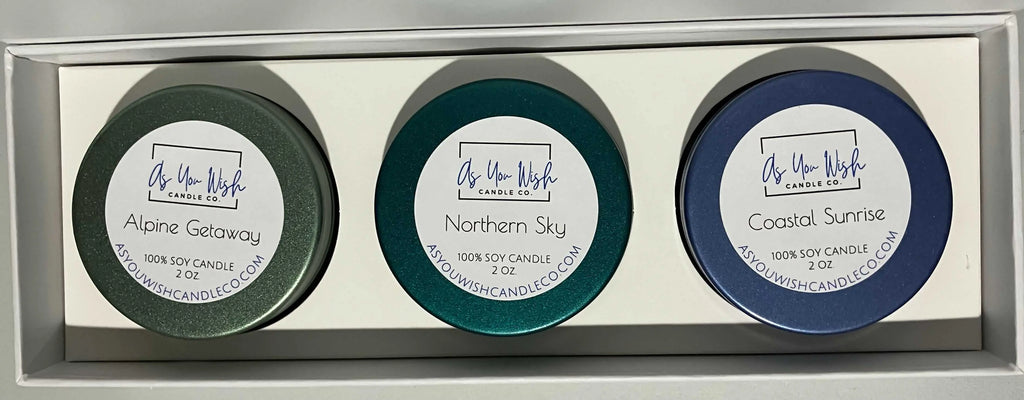 As You Wish
CANDLE CO.
Alpine Getaway
100% SOY CANDLE
2 OZ.
ASYOUWISHCANDLECO.COM
As You Wish
CANDLE CO.
Northern Sky
100% SOY CANDLE
2 OZ.
ASYOUWISHCANDLECO.COM
As You Wish
CANDLE CO.
Coastal Sunrise
100% SOY CANDLE
2 OZ.
ASYOUWISHCANDLECO.COM